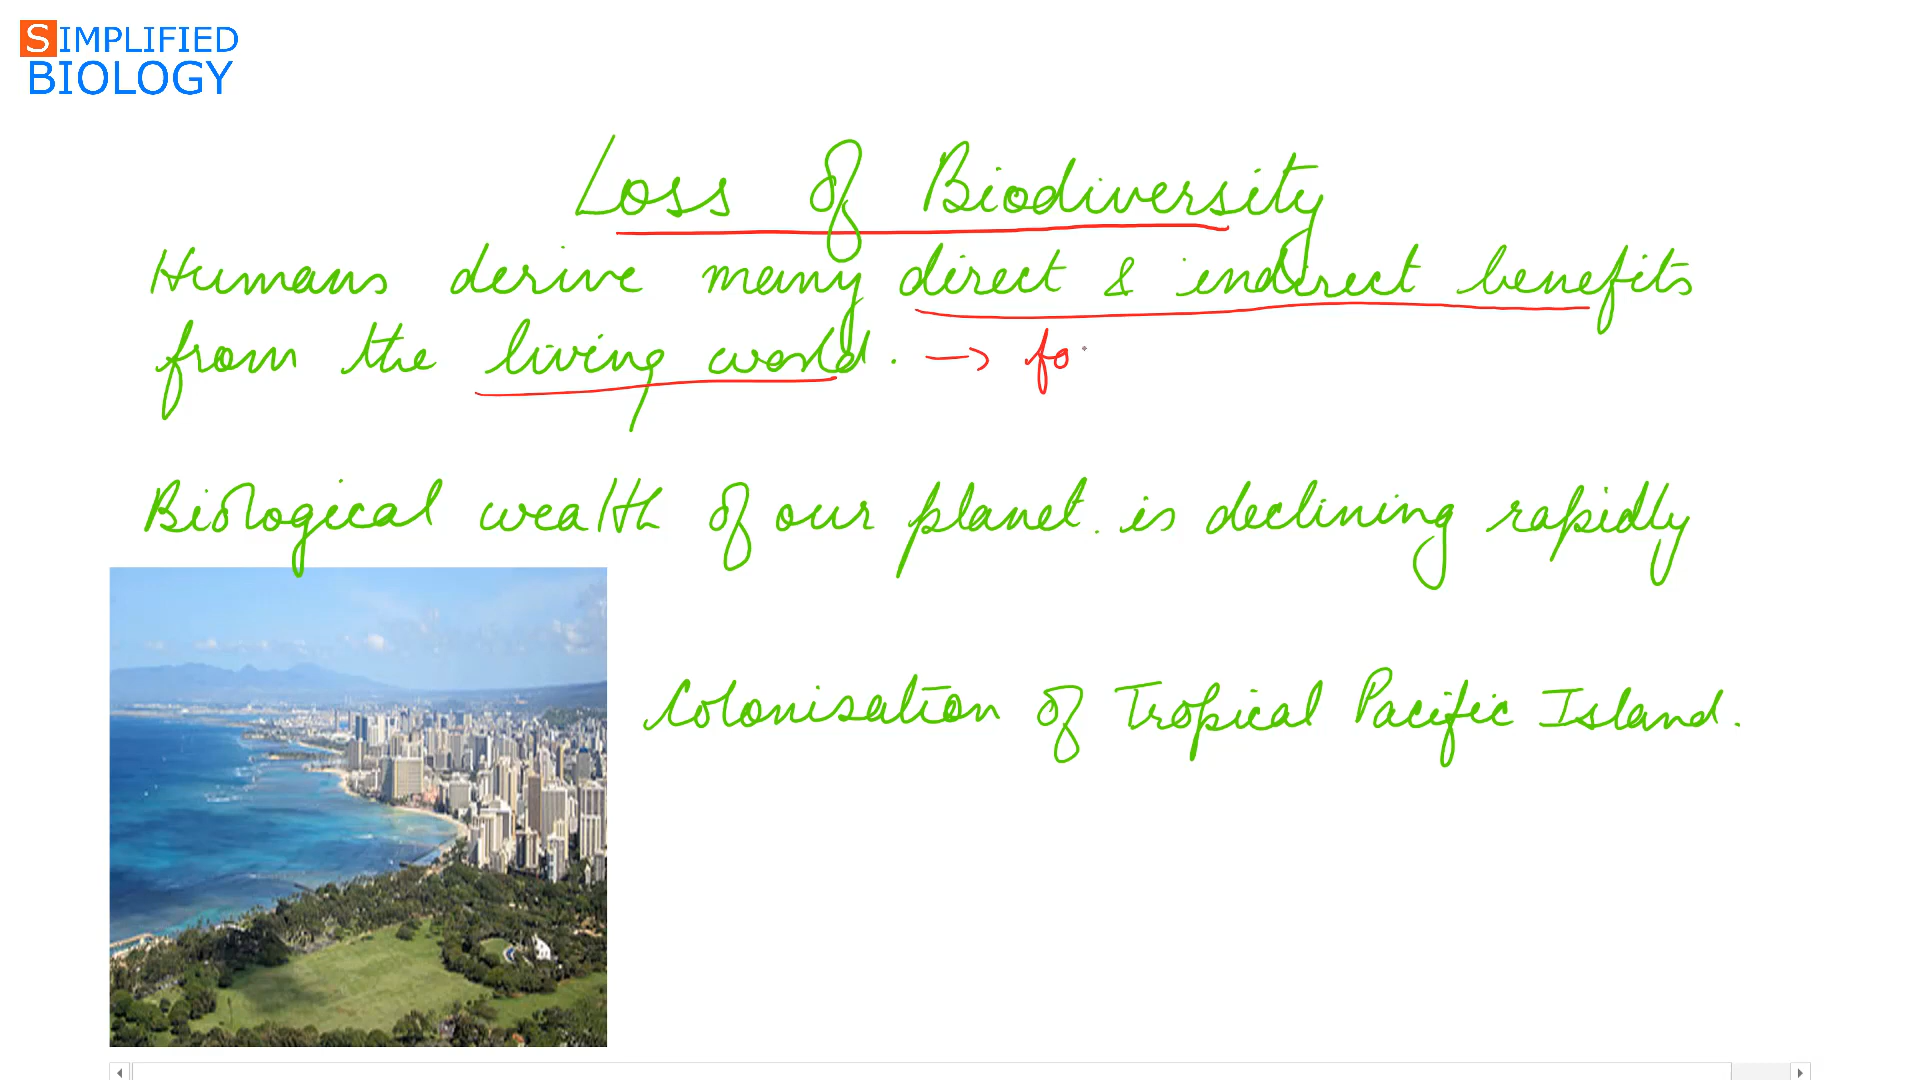 SIMPLIFIED
BIOLOGY
Loss of Biodiversity
Humans derive many direct & indirect benefits
from the living world. → fo
Biological wealth of our planet. is declining rapidly
Colonisation of Tropical Pacific Island.